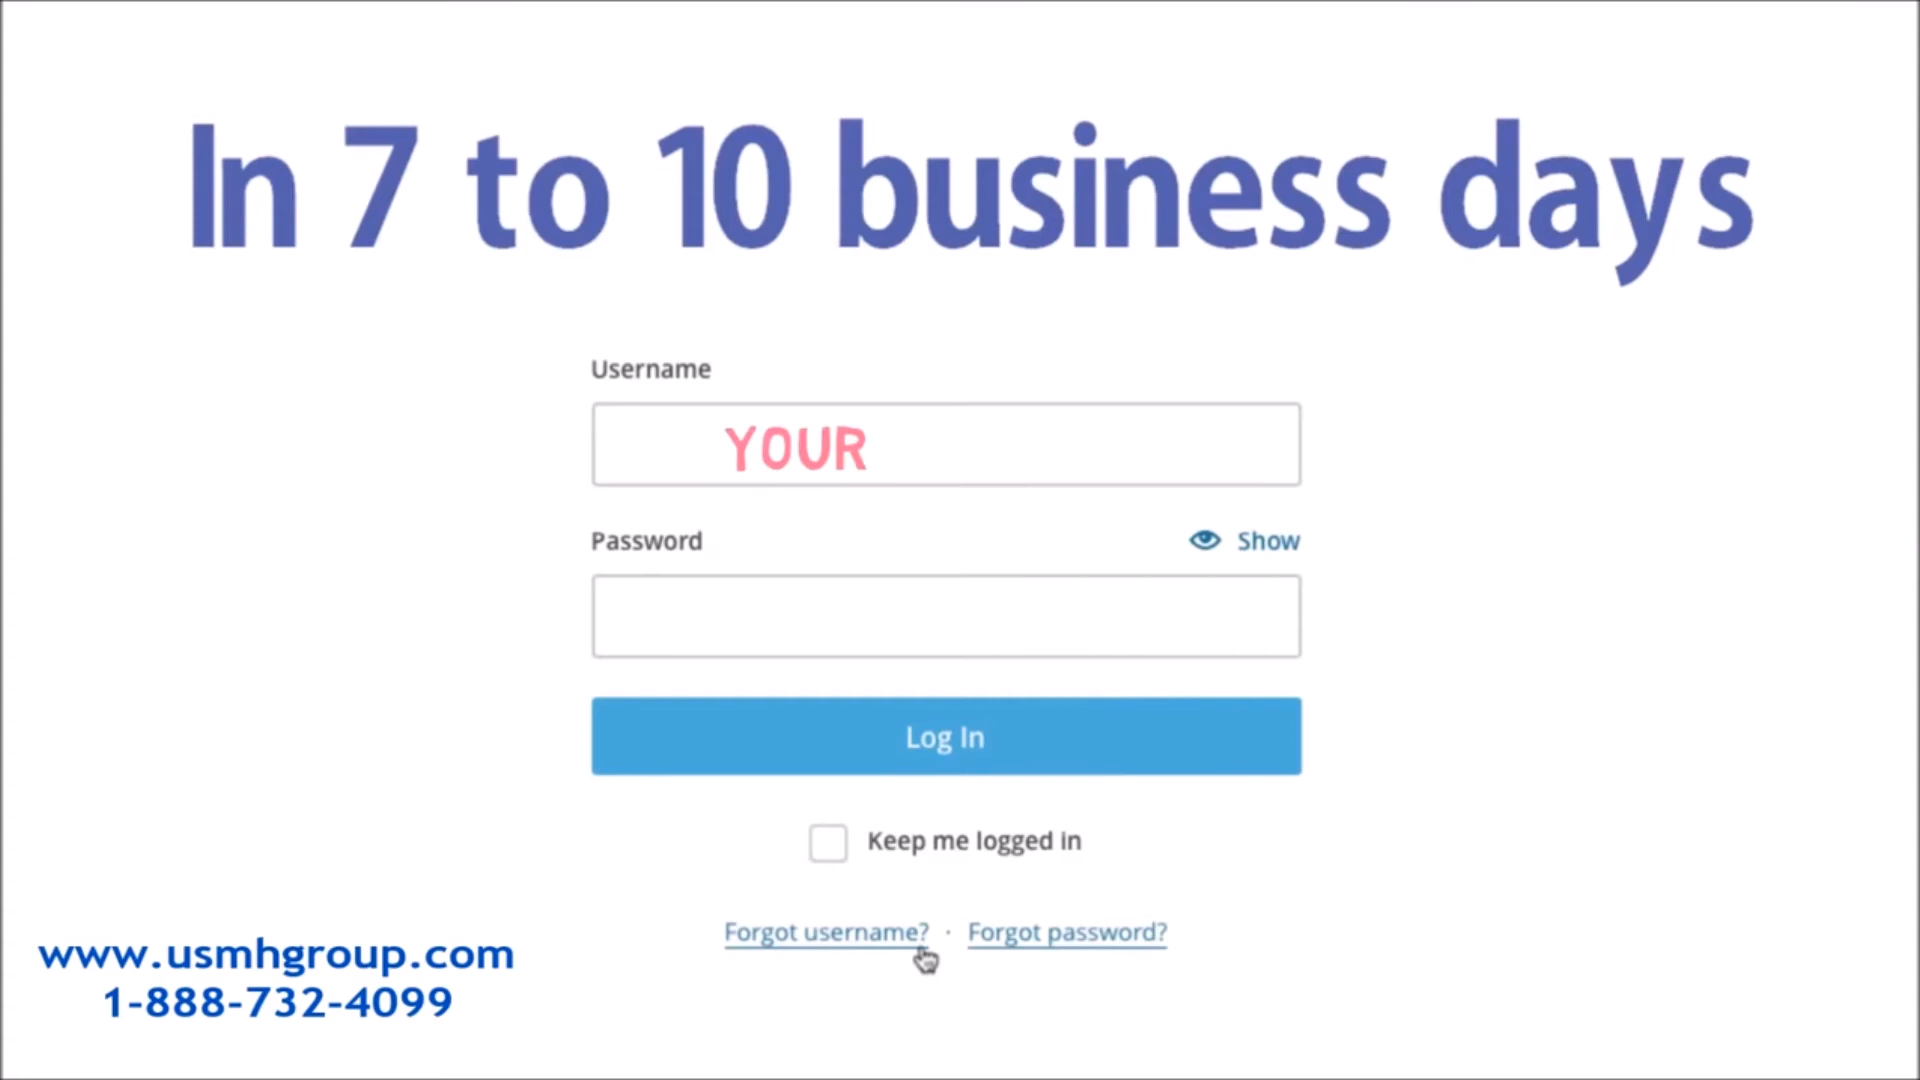 In 7 to 10 business days
Username
YOUR
Password
Show
Log In
Keep me logged in
Forgot username? · Forgot password?
www.usmhgroup.com
1-888-732-4099